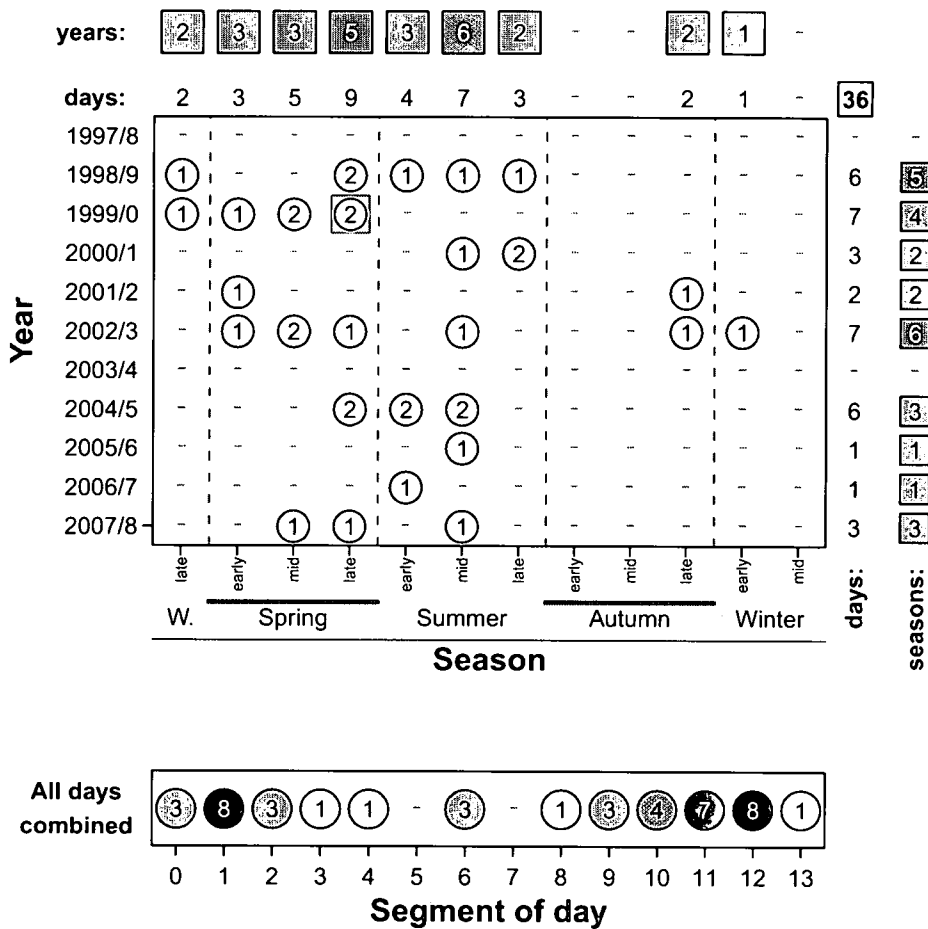 years: 2 3 3 5 3 6 2 - - 2 1 -
days: 2 3 5 9 4 7 3 - - 2 1 - 36
1997/8 - - - - - - - - - - - - - -
1998/9 1 - - 2 1 1 1 - - - - - 6 5
1999/0 1 1 2 2 - - - - - - - - 7 4
2000/1 - - - - - 1 2 - - - - - 3 2
2001/2 - 1 - - - - - - - 1 - - 2 2
2002/3 - 1 2 1 - 1 - - - 1 1 - 7 6
2003/4 - - - - - - - - - - - - - -
2004/5 - - - 2 2 2 - - - - - - 6 3
2005/6 - - - - - 1 - - - - - - 1 1
2006/7 - - - - 1 - - - - - - - 1 1
2007/8 - - 1 1 - 1 - - - - - - 3 3
Year
late early mid late early mid late early mid late early mid
W. Spring Summer Autumn Winter
days:
seasons:
Season
All days
combined
3 8 3 1 1 - 3 - 1 3 4 7 8 1
0 1 2 3 4 5 6 7 8 9 10 11 12 13
Segment of day